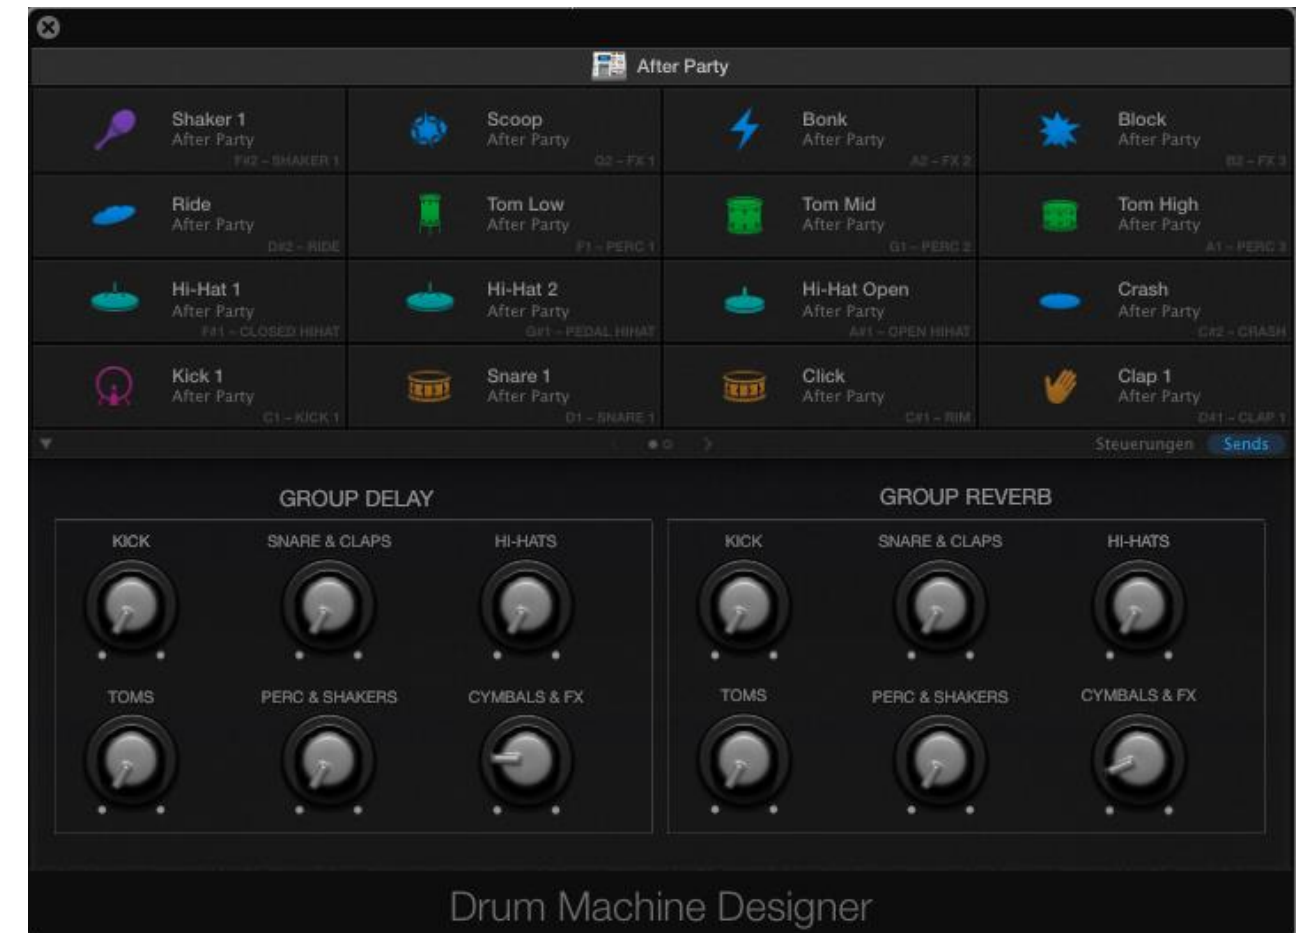 After Party
Shaker 1
After Party
F#2 – SHAKER 1
Scoop
After Party
G2 – FX 1
Bonk
After Party
A2 – FX 2
Block
After Party
B2 – FX 3
Ride
After Party
D#2 – RIDE
Tom Low
After Party
F1 – PERC 1
Tom Mid
After Party
G1 – PERC 2
Tom High
After Party
A1 – PERC 3
Hi-Hat 1
After Party
F#1 – CLOSED HIHAT
Hi-Hat 2
After Party
G#1 – PEDAL HIHAT
Hi-Hat Open
After Party
A#1 – OPEN HIHAT
Crash
After Party
C#2 – CRASH
Kick 1
After Party
C1 – KICK 1
Snare 1
After Party
D1 – SNARE 1
Click
After Party
C#1 – RIM
Clap 1
After Party
D#1 – CLAP 1
Steuerungen Sends
GROUP DELAY
KICK SNARE & CLAPS HI-HATS
TOMS PERC & SHAKERS CYMBALS & FX
GROUP REVERB
KICK SNARE & CLAPS HI-HATS
TOMS PERC & SHAKERS CYMBALS & FX
Drum Machine Designer